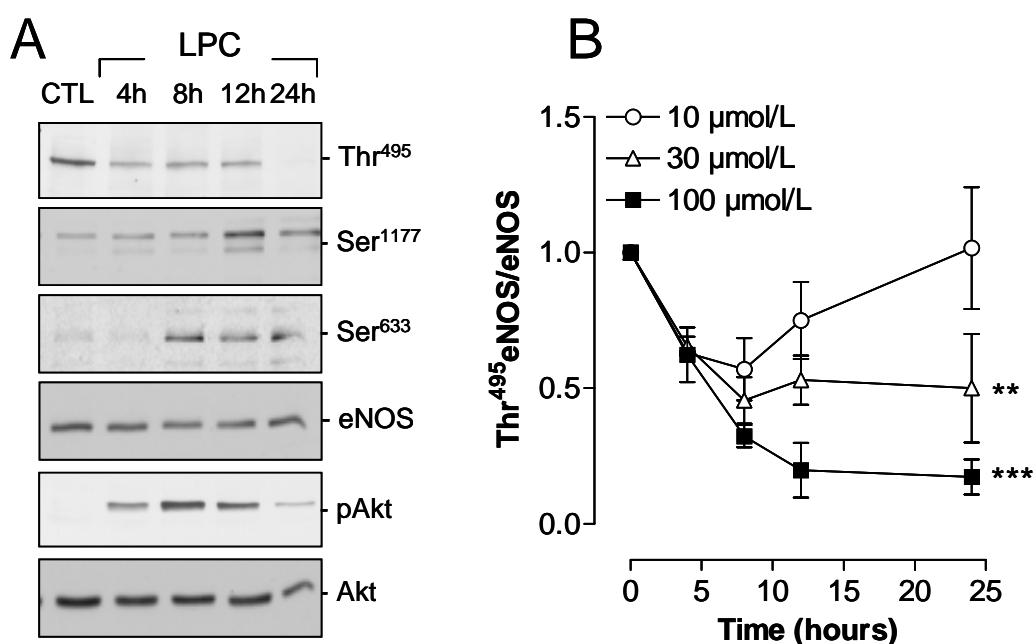 A
LPC
CTL 4h 8h 12h 24h
Thr495
Ser1177
Ser633
eNOS
pAkt
Akt
B
10 µmol/L
30 µmol/L
100 µmol/L
Thr495eNOS/eNOS
1.5
1.0
0.5
0.0
**
***
0 5 10 15 20 25
Time (hours)